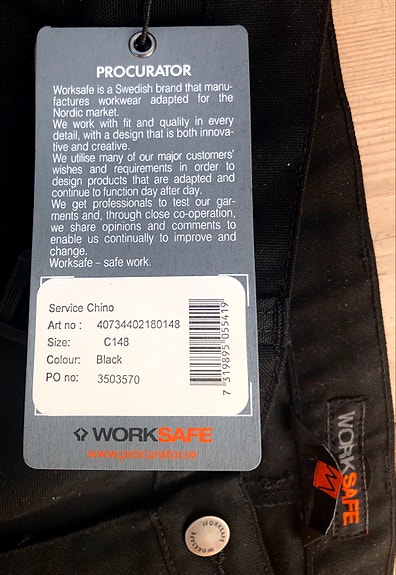 PROCURATOR
Worksafe is a Swedish brand that manu-
factures workwear adapted for the
Nordic market.
We work with fit and quality in every
detail, with a design that is both innova-
tive and creative.
We utilise many of our major customers'
wishes and requirements in order to
design products that are adapted and
continue to function day after day.
We get professionals to test our gar-
ments and, through close co-operation,
we share opinions and comments to
enable us continually to improve and
change.
Worksafe – safe work.
Service Chino
Art no : 40734402180148
Size: C148
Colour: Black
PO no: 3503570
7 319895 055419
WORKSAFE
www.procurator.se
WORKSAFE
WORKSAFE
WORKSAFE